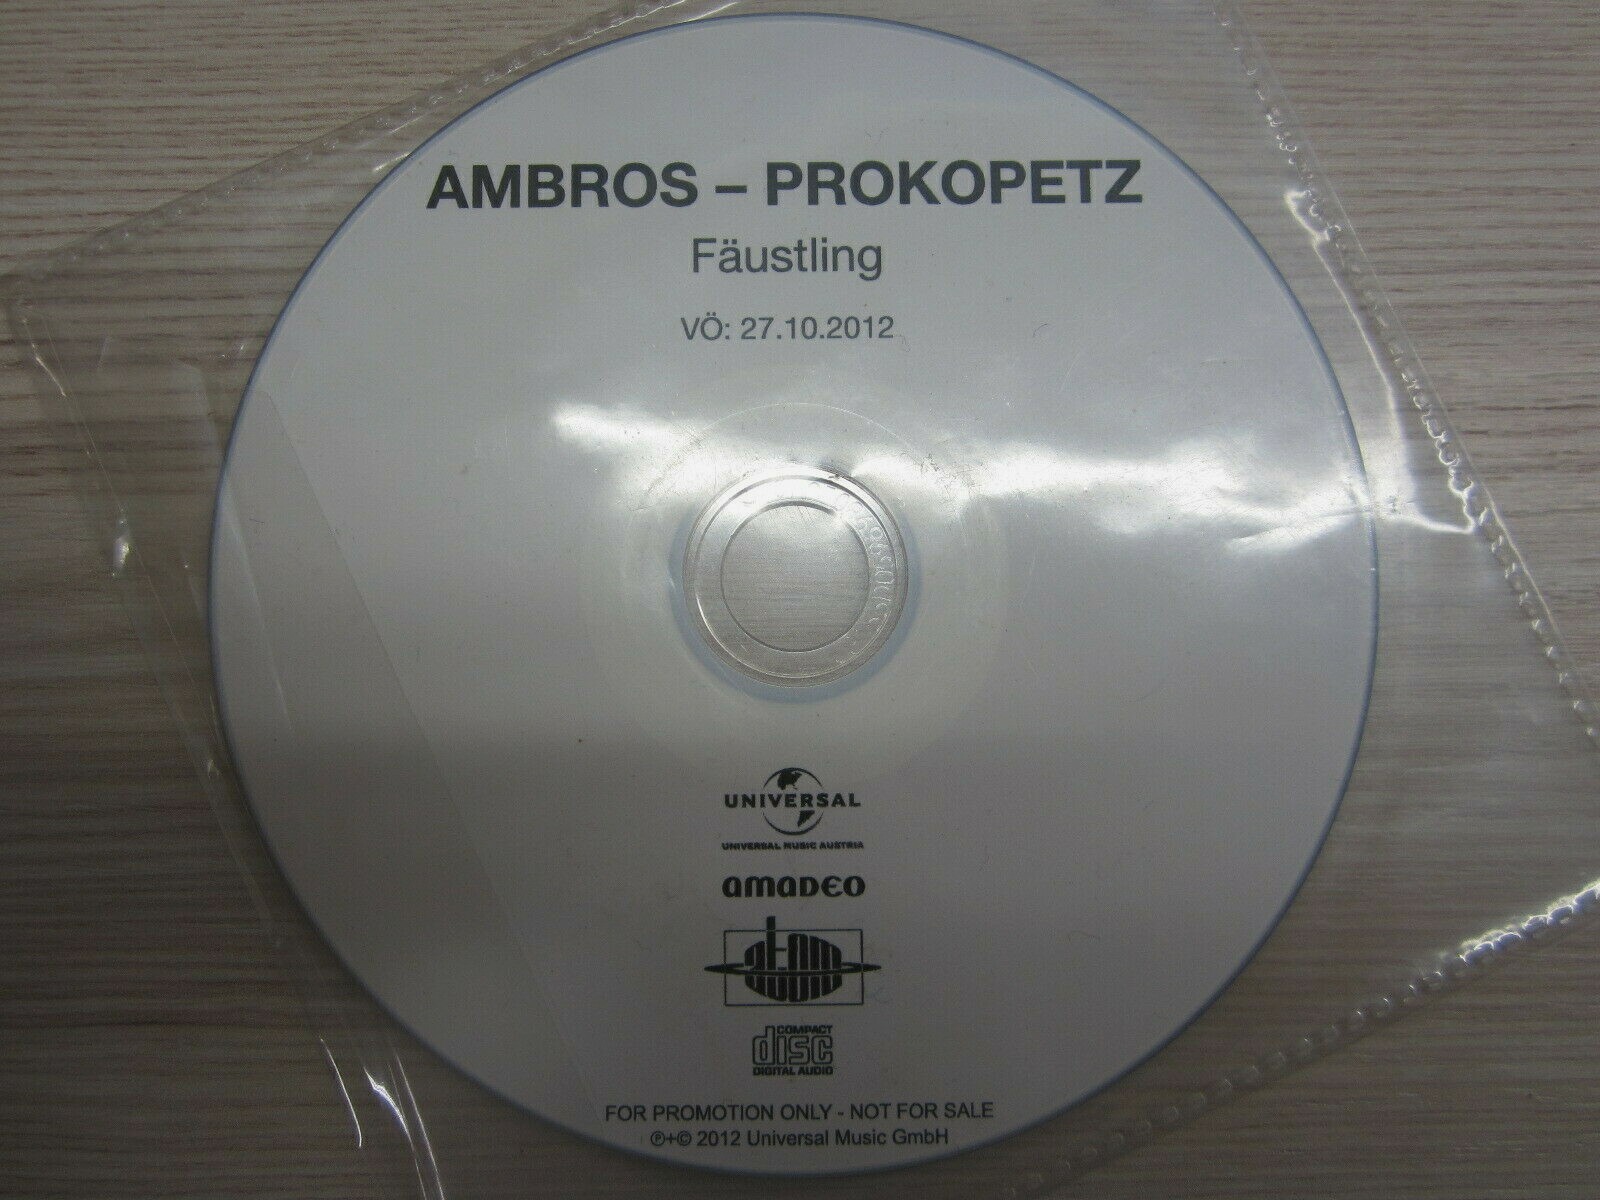 AMBROS – PROKOPETZ
Fäustling
VÖ: 27.10.2012
UNIVERSAL
UNIVERSAL MUSIC AUSTRIA
amadeo
atom
COMPACT
disc
DIGITAL AUDIO
FOR PROMOTION ONLY - NOT FOR SALE
℗+© 2012 Universal Music GmbH